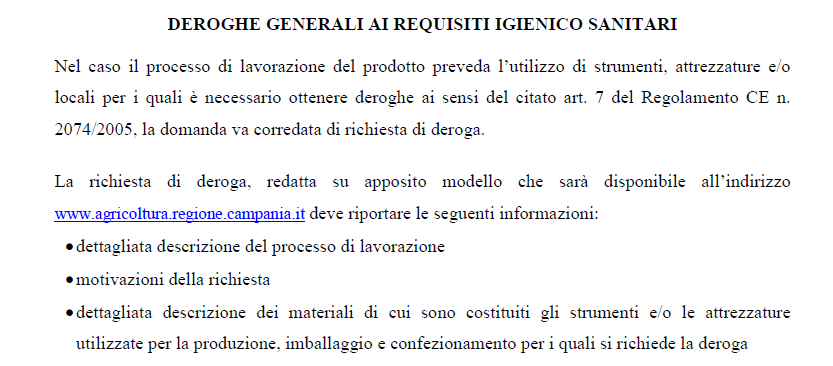 DEROGHE GENERALI AI REQUISITI IGIENICO SANITARI
Nel caso il processo di lavorazione del prodotto preveda l'utilizzo di strumenti, attrezzature e/o
locali per i quali è necessario ottenere deroghe ai sensi del citato art. 7 del Regolamento CE n.
2074/2005, la domanda va corredata di richiesta di deroga.
La richiesta di deroga, redatta su apposito modello che sarà disponibile all'indirizzo
www.agricoltura.regione.campania.it deve riportare le seguenti informazioni:
•dettagliata descrizione del processo di lavorazione
•motivazioni della richiesta
•dettagliata descrizione dei materiali di cui sono costituiti gli strumenti e/o le attrezzature
utilizzate per la produzione, imballaggio e confezionamento per i quali si richiede la deroga